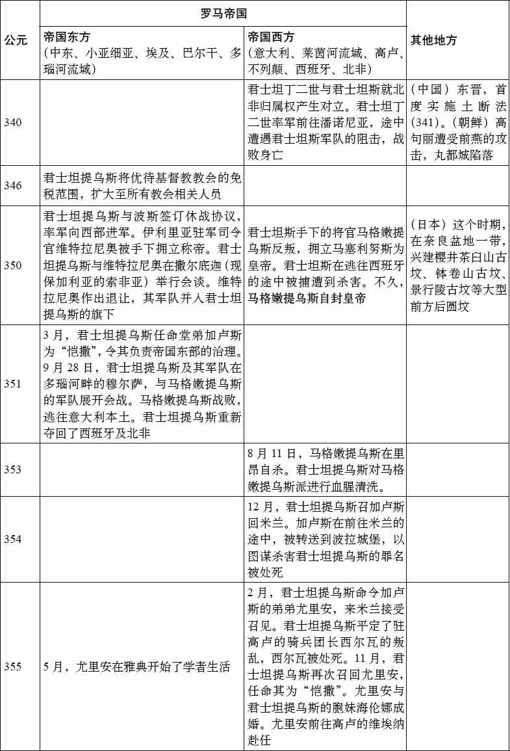 公元
罗马帝国
帝国东方
（中东、小亚细亚、埃及、巴尔干、多
瑙河流域）
帝国西方
（意大利、莱茵河流域、高卢、
不列颠、西班牙、北非）
其他地方
340
君士坦丁二世与君士坦斯就北
非归属权产生对立。君士坦丁
二世率军前往潘诺尼亚，途中
遭遇君士坦斯军队的阻击，战
败身亡
（中国）东晋，首
度实施土断法
（341）。（朝鲜）高
句丽遭受前燕的攻
击，丸都城陷落
346
君士坦提乌斯将优待基督教教会的免
税范围，扩大至所有教会相关人员
350
君士坦提乌斯与波斯签订休战协议，
率军向西部进军。伊利里亚驻军司令
官维特拉尼奥被手下拥立称帝。君士
坦提乌斯与维特拉尼奥在撒尔底迦（现
保加利亚的索非亚）举行会谈。维特
拉尼奥作出退让，其军队并人君士坦
提乌斯的旗下
君士坦斯手下的将官马格嫩提
乌斯反叛，拥立马塞利努斯为
皇帝。君士坦斯在逃往西班牙
的途中被捕遭到杀害。不久，
马格嫩提乌斯自封皇帝
（日本）这个时期，
在奈良盆地一带，
兴建樱井茶臼山古
坟、钵卷山古坟、
景行陵古坟等大型
前方后圆坟
351
3 月，君士坦提乌斯任命堂弟加卢斯
为“恺撒”，令其负责帝国东部的治理。
9 月 28 日，君士坦提乌斯及其军队在
多瑙河畔的穆尔萨，与马格嫩提乌斯
的军队展开会战。马格嫩提乌斯战败，
逃往意大利本土。君士坦提乌斯重新
夺回了西班牙及北非
353
8 月 11 日，马格嫩提乌斯在里
昂自杀。君士坦提乌斯对马格
嫩提乌斯派进行血腥清洗。
354
12 月，君士坦提乌斯召加卢斯
回米兰。加卢斯在前往米兰的
途中，被转送到波拉城堡，以
图谋杀害君士坦提乌斯的罪名
被处死
355
5 月，尤里安在雅典开始了学者生活
2 月，君士坦提乌斯命令加卢
斯的弟弟尤里安，来米兰接受
召见。君士坦提乌斯平定了驻
高卢的骑兵团长西尔瓦的叛
乱，西尔瓦被处死。11 月，君
士坦提乌斯再次召回尤里安，
任命其为“恺撒”。尤里安与
君士坦提乌斯的胞妹海伦娜成
婚。尤里安前往高卢的维埃纳
赴任